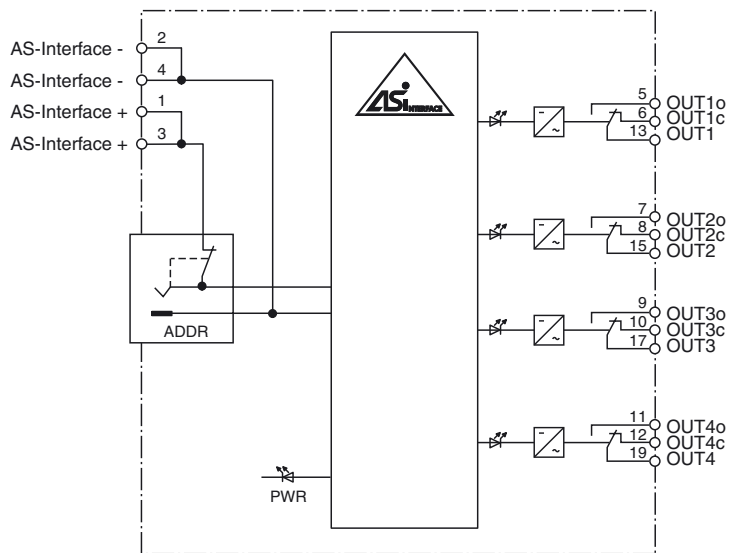 AS-Interface - 2
AS-Interface - 4
AS-Interface + 1
AS-Interface + 3
ADDR
PWR
ASi INTERFACE
5 OUT1o
6 OUT1c
13 OUT1
7 OUT2o
8 OUT2c
15 OUT2
9 OUT3o
10 OUT3c
17 OUT3
11 OUT4o
12 OUT4c
19 OUT4